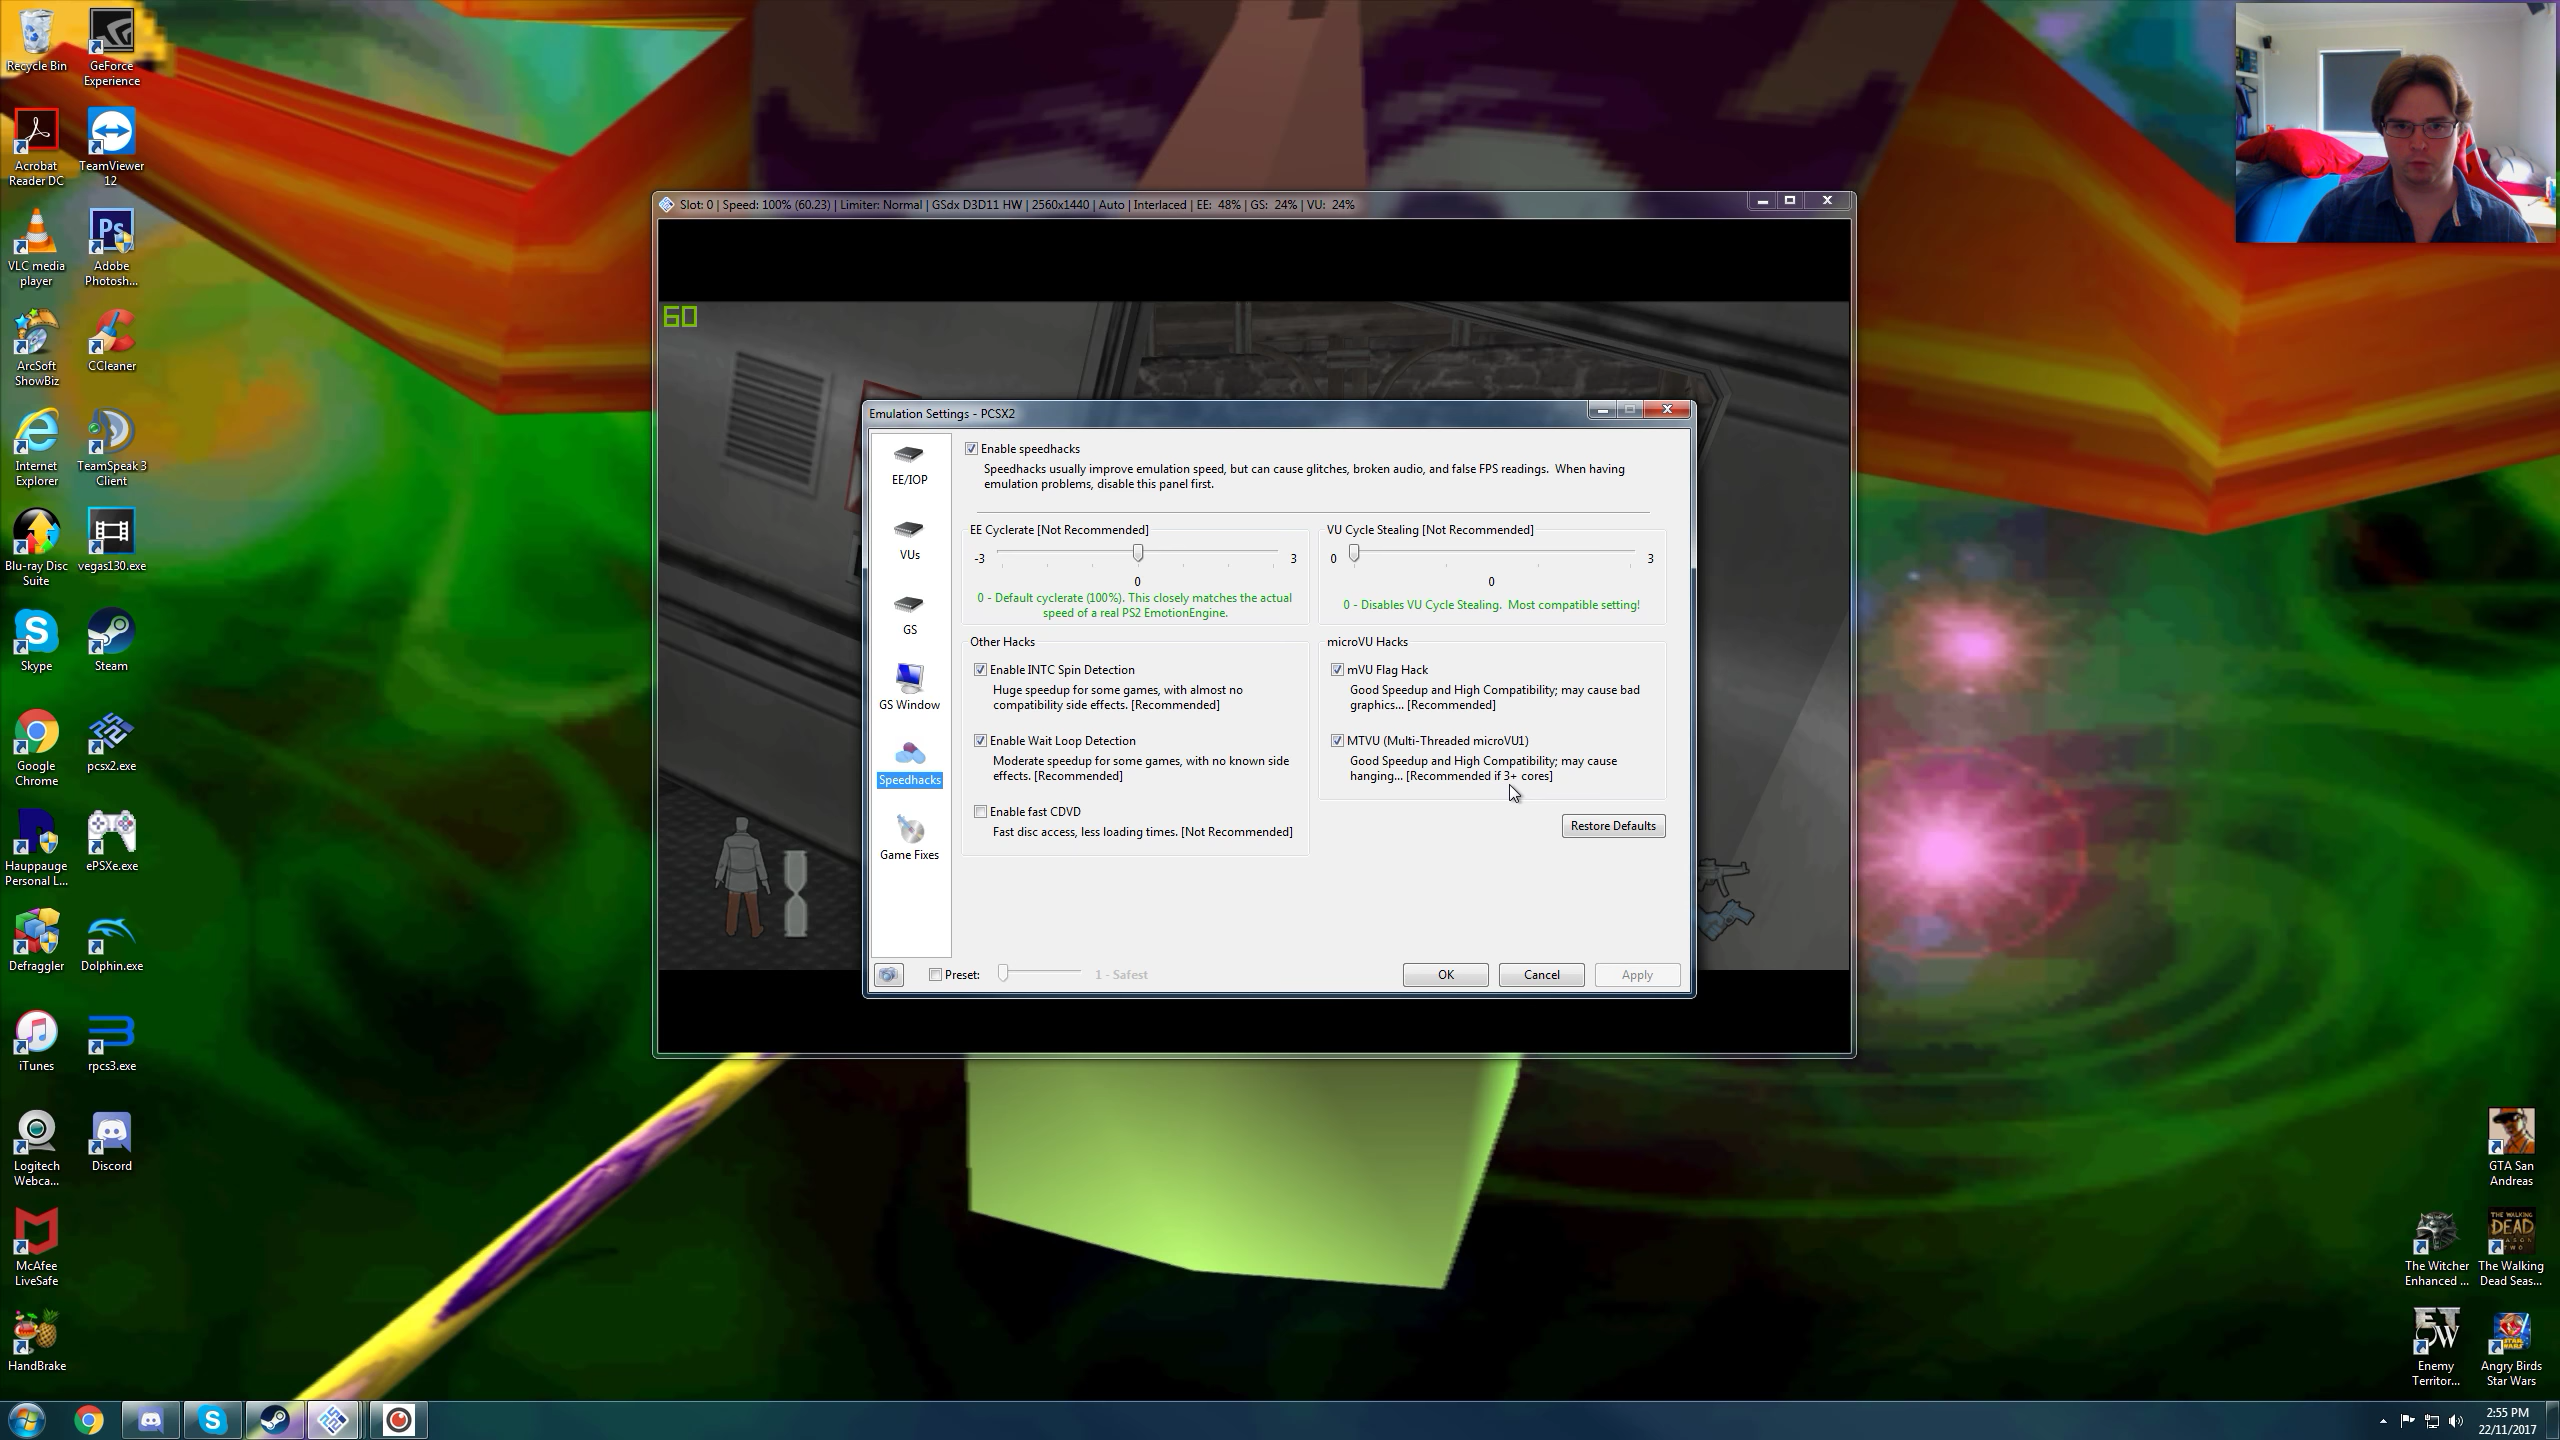 Recycle Bin
GeForce
Experience
Acrobat
Reader DC
TeamViewer
12
VLC media
player
Adobe
Photosh...
ArcSoft
ShowBiz
CCleaner
Internet
Explorer
TeamSpeak 3
Client
Blu-ray Disc
Suite
vegas130.exe
Skype
Steam
Google
Chrome
pcsx2.exe
Hauppauge
Personal L...
ePSXe.exe
Defraggler
Dolphin.exe
iTunes
rpcs3.exe
Logitech
Webca...
Discord
McAfee
LiveSafe
HandBrake
Slot: 0 | Speed: 100% (60.23) | Limiter: Normal | GSdx D3D11 HW | 2560x1440 | Auto | Interlaced | EE: 48% | GS: 24% | VU: 24%
60
Emulation Settings - PCSX2
EE/IOP
VUs
GS
GS Window
Speedhacks
Game Fixes
Enable speedhacks
Speedhacks usually improve emulation speed, but can cause glitches, broken audio, and false FPS readings. When having
emulation problems, disable this panel first.
EE Cyclerate [Not Recommended]
-3
3
0
0 - Default cyclerate (100%). This closely matches the actual
speed of a real PS2 EmotionEngine.
VU Cycle Stealing [Not Recommended]
0
3
0
0 - Disables VU Cycle Stealing. Most compatible setting!
Other Hacks
Enable INTC Spin Detection
Huge speedup for some games, with almost no
compatibility side effects. [Recommended]
Enable Wait Loop Detection
Moderate speedup for some games, with no known side
effects. [Recommended]
Enable fast CDVD
Fast disc access, less loading times. [Not Recommended]
microVU Hacks
mVU Flag Hack
Good Speedup and High Compatibility; may cause bad
graphics... [Recommended]
MTVU (Multi-Threaded microVU1)
Good Speedup and High Compatibility; may cause
hanging... [Recommended if 3+ cores]
Restore Defaults
Preset:
1 - Safest
OK
Cancel
Apply
GTA San
Andreas
The Witcher
Enhanced ...
The Walking
Dead Seas...
Enemy
Territor...
Angry Birds
Star Wars
2:55 PM
22/11/2017